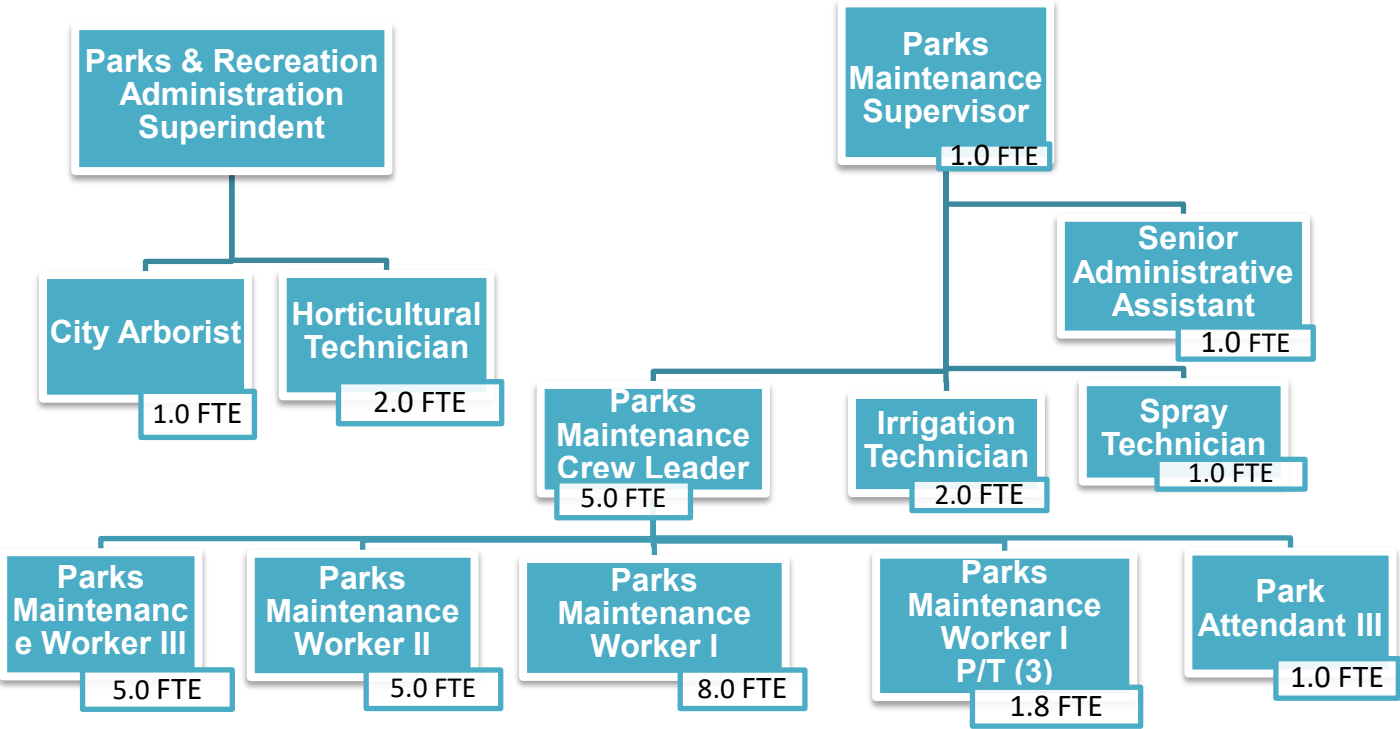 Parks & Recreation
Administration
Superindent
Parks
Maintenance
Supervisor
1.0 FTE
Senior
Administrative
Assistant
1.0 FTE
City Arborist
1.0 FTE
Horticultural
Technician
2.0 FTE
Parks
Maintenance
Crew Leader
5.0 FTE
Irrigation
Technician
2.0 FTE
Spray
Technician
1.0 FTE
Parks
Maintenanc
e Worker III
5.0 FTE
Parks
Maintenance
Worker II
5.0 FTE
Parks
Maintenance
Worker I
8.0 FTE
Parks
Maintenance
Worker I
P/T (3)
1.8 FTE
Park
Attendant III
1.0 FTE